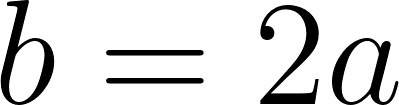 b = 2a